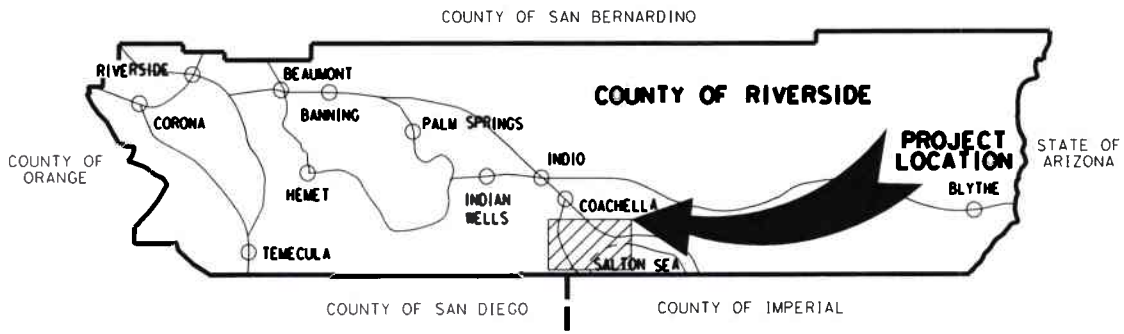 COUNTY OF SAN BERNARDINO
RIVERSIDE
BEAUMONT
COUNTY OF RIVERSIDE
BANNING
CORONA
PALM SPRINGS
PROJECT
LOCATION
COUNTY OF
ORANGE
STATE OF
ARIZONA
INDIO
HEMET
INDIAN
WELLS
COACHELLA
BLYTHE
TEMECULA
SALTON SEA
COUNTY OF SAN DIEGO
COUNTY OF IMPERIAL